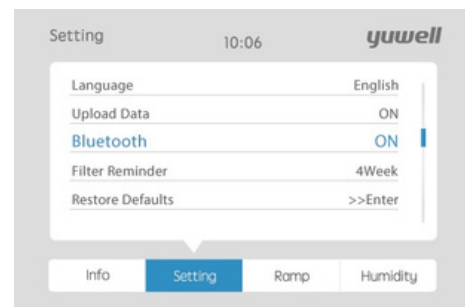 Setting 10:06 yuwell
Language English
Upload Data ON
Bluetooth ON
Filter Reminder 4Week
Restore Defaults >>Enter
Info Setting Ramp Humidity